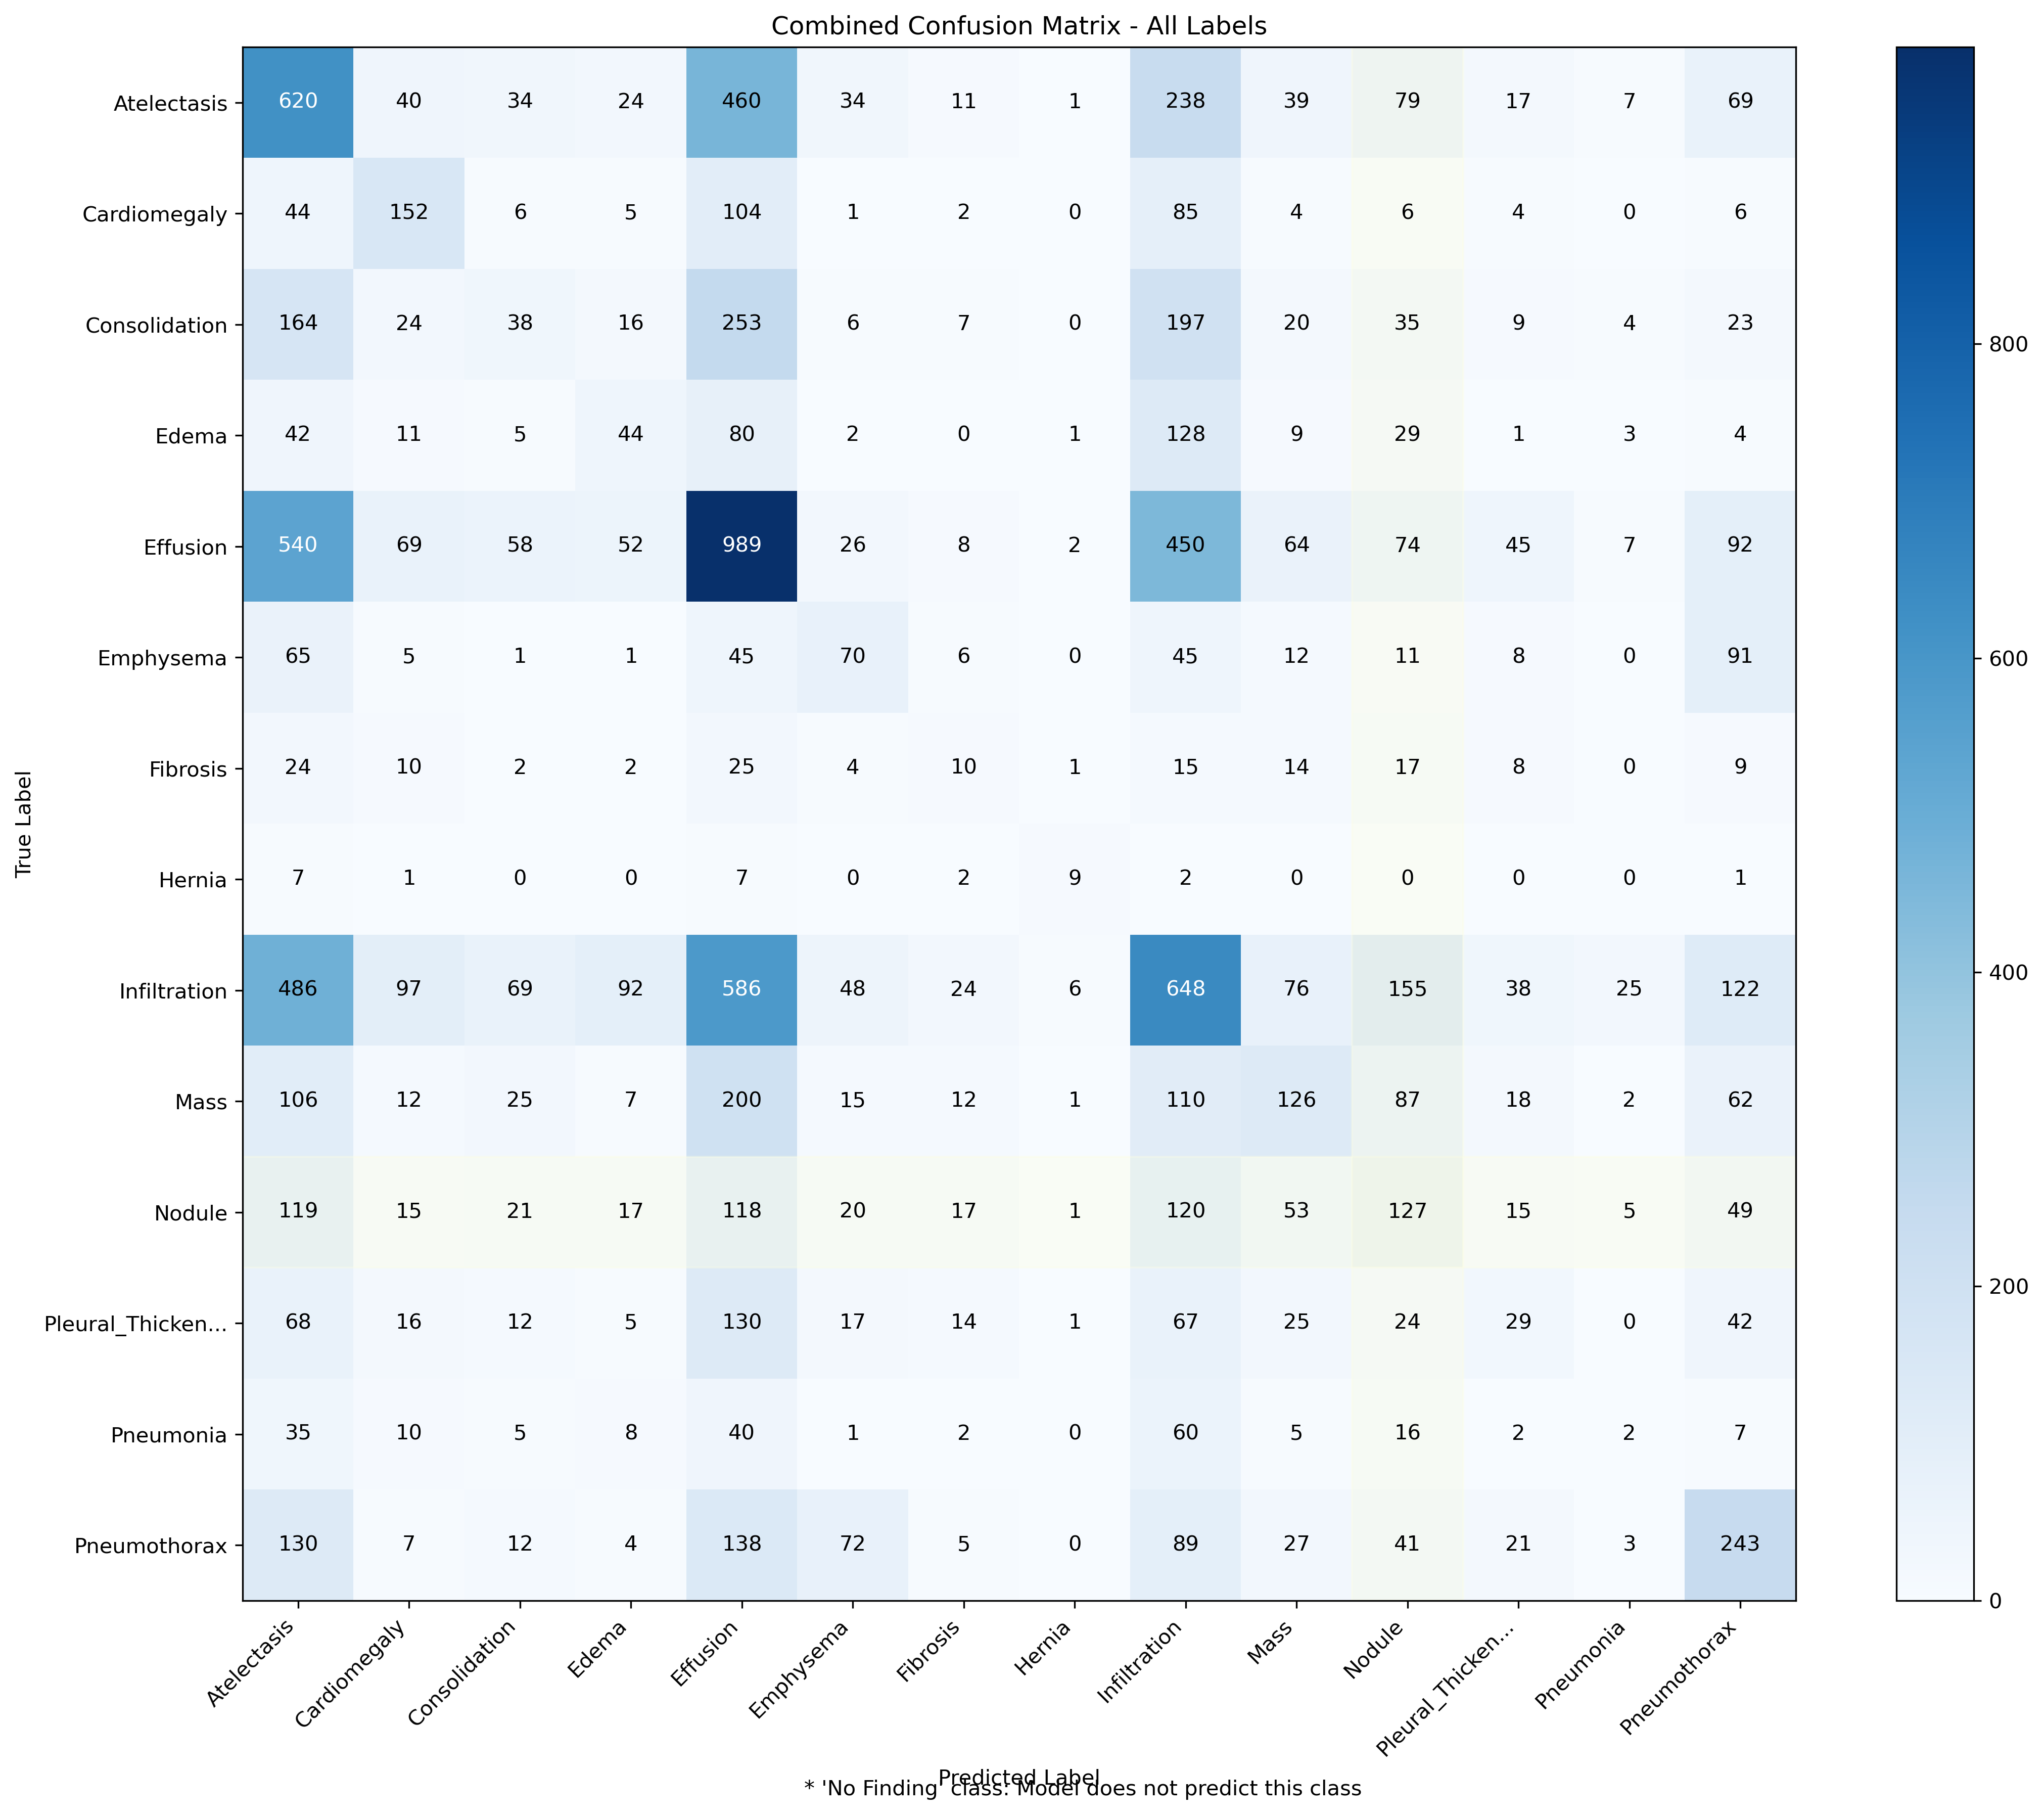 Combined Confusion Matrix - All Labels
Atelectasis 620 40 34 24 460 34 11 1 238 39 79 17 7 69
Cardiomegaly 44 152 6 5 104 1 2 0 85 4 6 4 0 6
Consolidation 164 24 38 16 253 6 7 0 197 20 35 9 4 23
800
Edema 42 11 5 44 80 2 0 1 128 9 29 1 3 4
Effusion 540 69 58 52 989 26 8 2 450 64 74 45 7 92
Emphysema 65 5 1 1 45 70 6 0 45 12 11 8 0 91
600
Fibrosis 24 10 2 2 25 4 10 1 15 14 17 8 0 9
True Label
Hernia 7 1 0 0 7 0 2 9 2 0 0 0 0 1
Infiltration 486 97 69 92 586 48 24 6 648 76 155 38 25 122
400
Mass 106 12 25 7 200 15 12 1 110 126 87 18 2 62
Nodule 119 15 21 17 118 20 17 1 120 53 127 15 5 49
200
Pleural_Thicken... 68 16 12 5 130 17 14 1 67 25 24 29 0 42
Pneumonia 35 10 5 8 40 1 2 0 60 5 16 2 2 7
Pneumothorax 130 7 12 4 138 72 5 0 89 27 41 21 3 243
0
Atelectasis Cardiomegaly Consolidation Edema Effusion Emphysema Fibrosis Hernia Infiltration Mass Nodule Pleural_Thicken... Pneumonia Pneumothorax
Predicted Label
* 'No Finding' class: Model does not predict this class